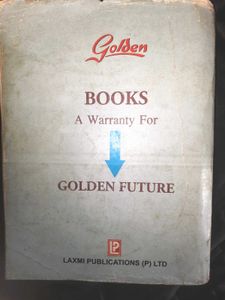 Golden
BOOKS
A Warranty For
GOLDEN FUTURE
LP
LAXMI PUBLICATIONS (P) LTD